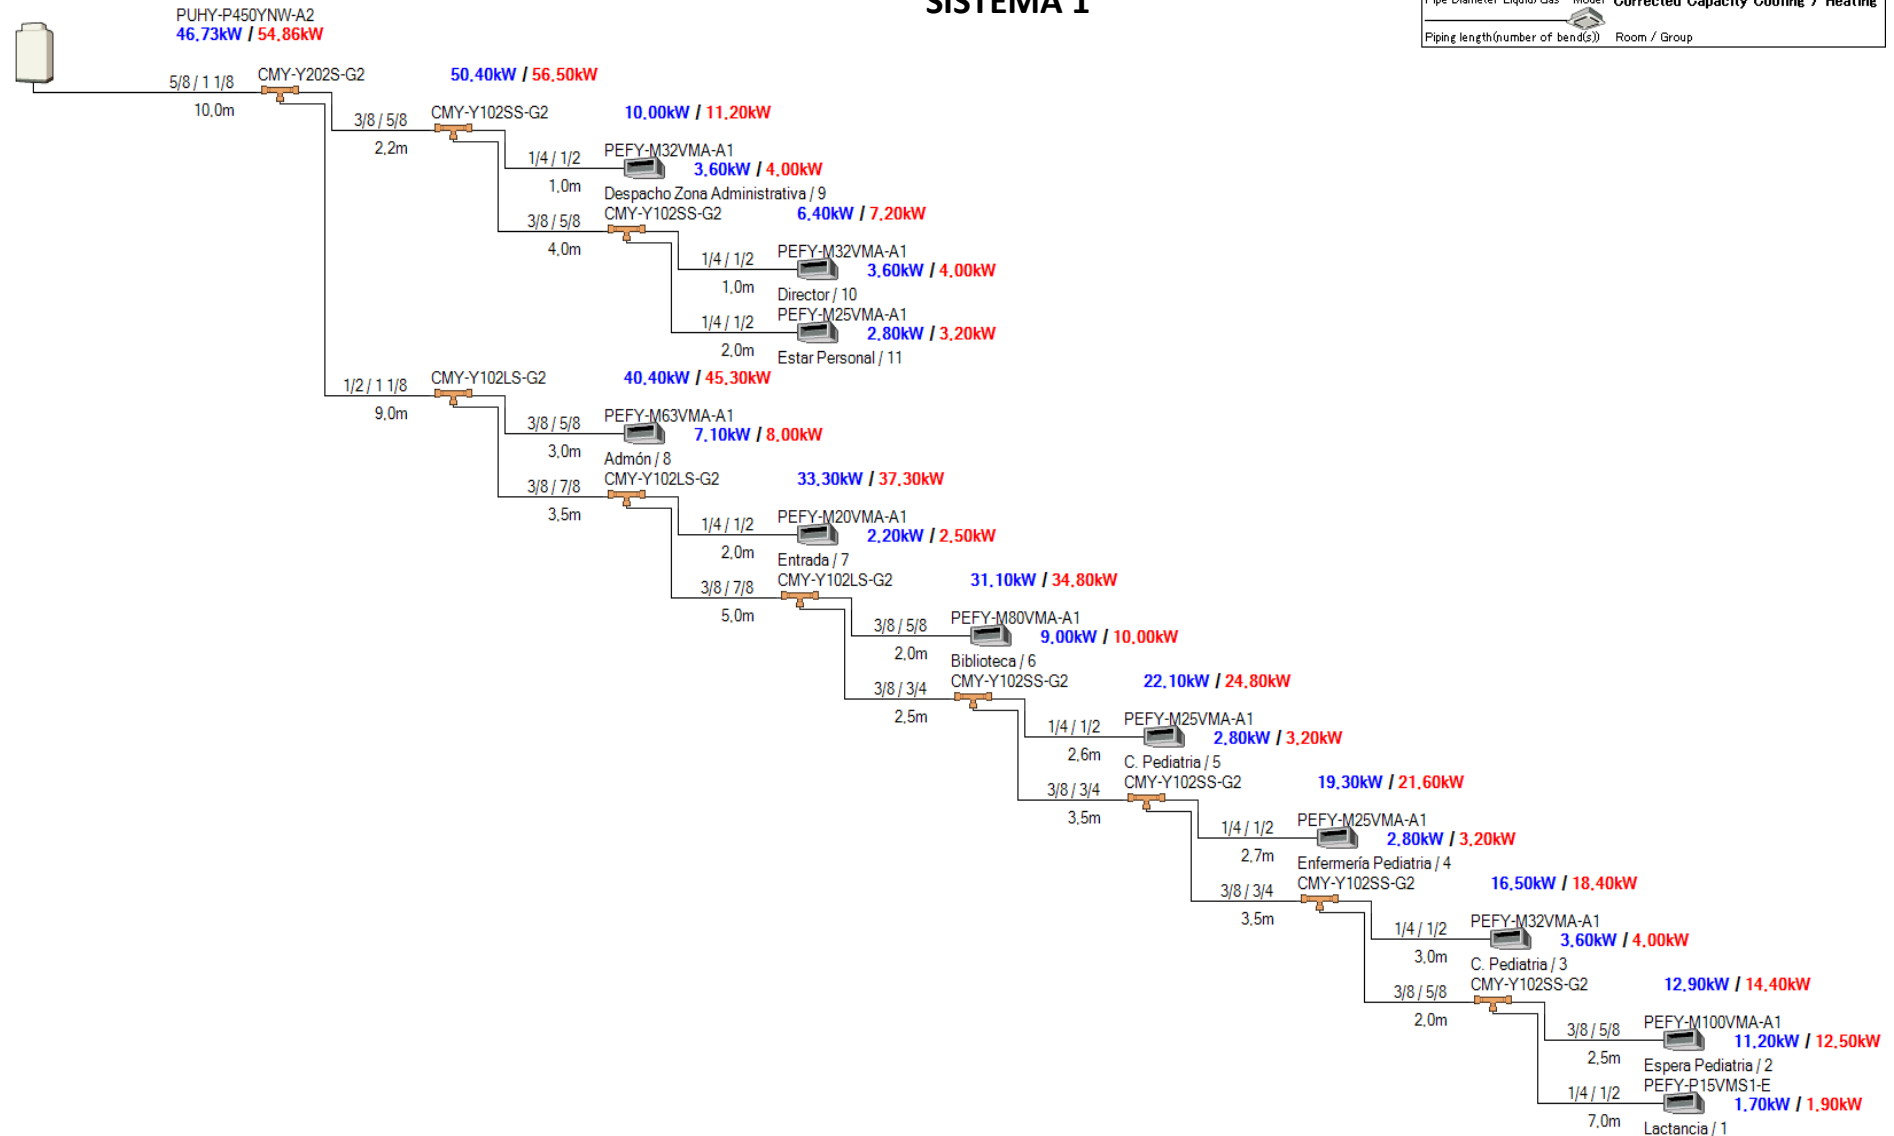 SISTEMA 1
Pipe Diameter Liquid/Gas Model Corrected Capacity Cooling / Heating
Piping length(number of bend(s)) Room / Group
PUHY-P450YNW-A2
46,73kW / 54,86kW
5/8 / 1 1/8
10,0m
CMY-Y202S-G2
50,40kW / 56,50kW
3/8 / 5/8
2,2m
CMY-Y102SS-G2
10,00kW / 11,20kW
1/4 / 1/2
1,0m
PEFY-M32VMA-A1
3,60kW / 4,00kW
Despacho Zona Administrativa / 9
3/8 / 5/8
4,0m
CMY-Y102SS-G2
6,40kW / 7,20kW
1/4 / 1/2
1,0m
PEFY-M32VMA-A1
3,60kW / 4,00kW
Director / 10
1/4 / 1/2
2,0m
PEFY-M25VMA-A1
2,80kW / 3,20kW
Estar Personal / 11
1/2 / 1 1/8
9,0m
CMY-Y102LS-G2
40,40kW / 45,30kW
3/8 / 5/8
3,0m
PEFY-M63VMA-A1
7,10kW / 8,00kW
Admón / 8
3/8 / 7/8
3,5m
CMY-Y102LS-G2
33,30kW / 37,30kW
1/4 / 1/2
2,0m
PEFY-M20VMA-A1
2,20kW / 2,50kW
Entrada / 7
3/8 / 7/8
5,0m
CMY-Y102LS-G2
31,10kW / 34,80kW
3/8 / 5/8
2,0m
PEFY-M80VMA-A1
9,00kW / 10,00kW
Biblioteca / 6
3/8 / 3/4
2,5m
CMY-Y102SS-G2
22,10kW / 24,80kW
1/4 / 1/2
2,6m
PEFY-M25VMA-A1
2,80kW / 3,20kW
C. Pediatria / 5
3/8 / 3/4
3,5m
CMY-Y102SS-G2
19,30kW / 21,60kW
1/4 / 1/2
2,7m
PEFY-M25VMA-A1
2,80kW / 3,20kW
Enfermería Pediatria / 4
3/8 / 3/4
3,5m
CMY-Y102SS-G2
16,50kW / 18,40kW
1/4 / 1/2
3,0m
PEFY-M32VMA-A1
3,60kW / 4,00kW
C. Pediatria / 3
3/8 / 5/8
2,0m
CMY-Y102SS-G2
12,90kW / 14,40kW
3/8 / 5/8
2,5m
PEFY-M100VMA-A1
11,20kW / 12,50kW
Espera Pediatria / 2
1/4 / 1/2
7,0m
PEFY-P15VMS1-E
1,70kW / 1,90kW
Lactancia / 1